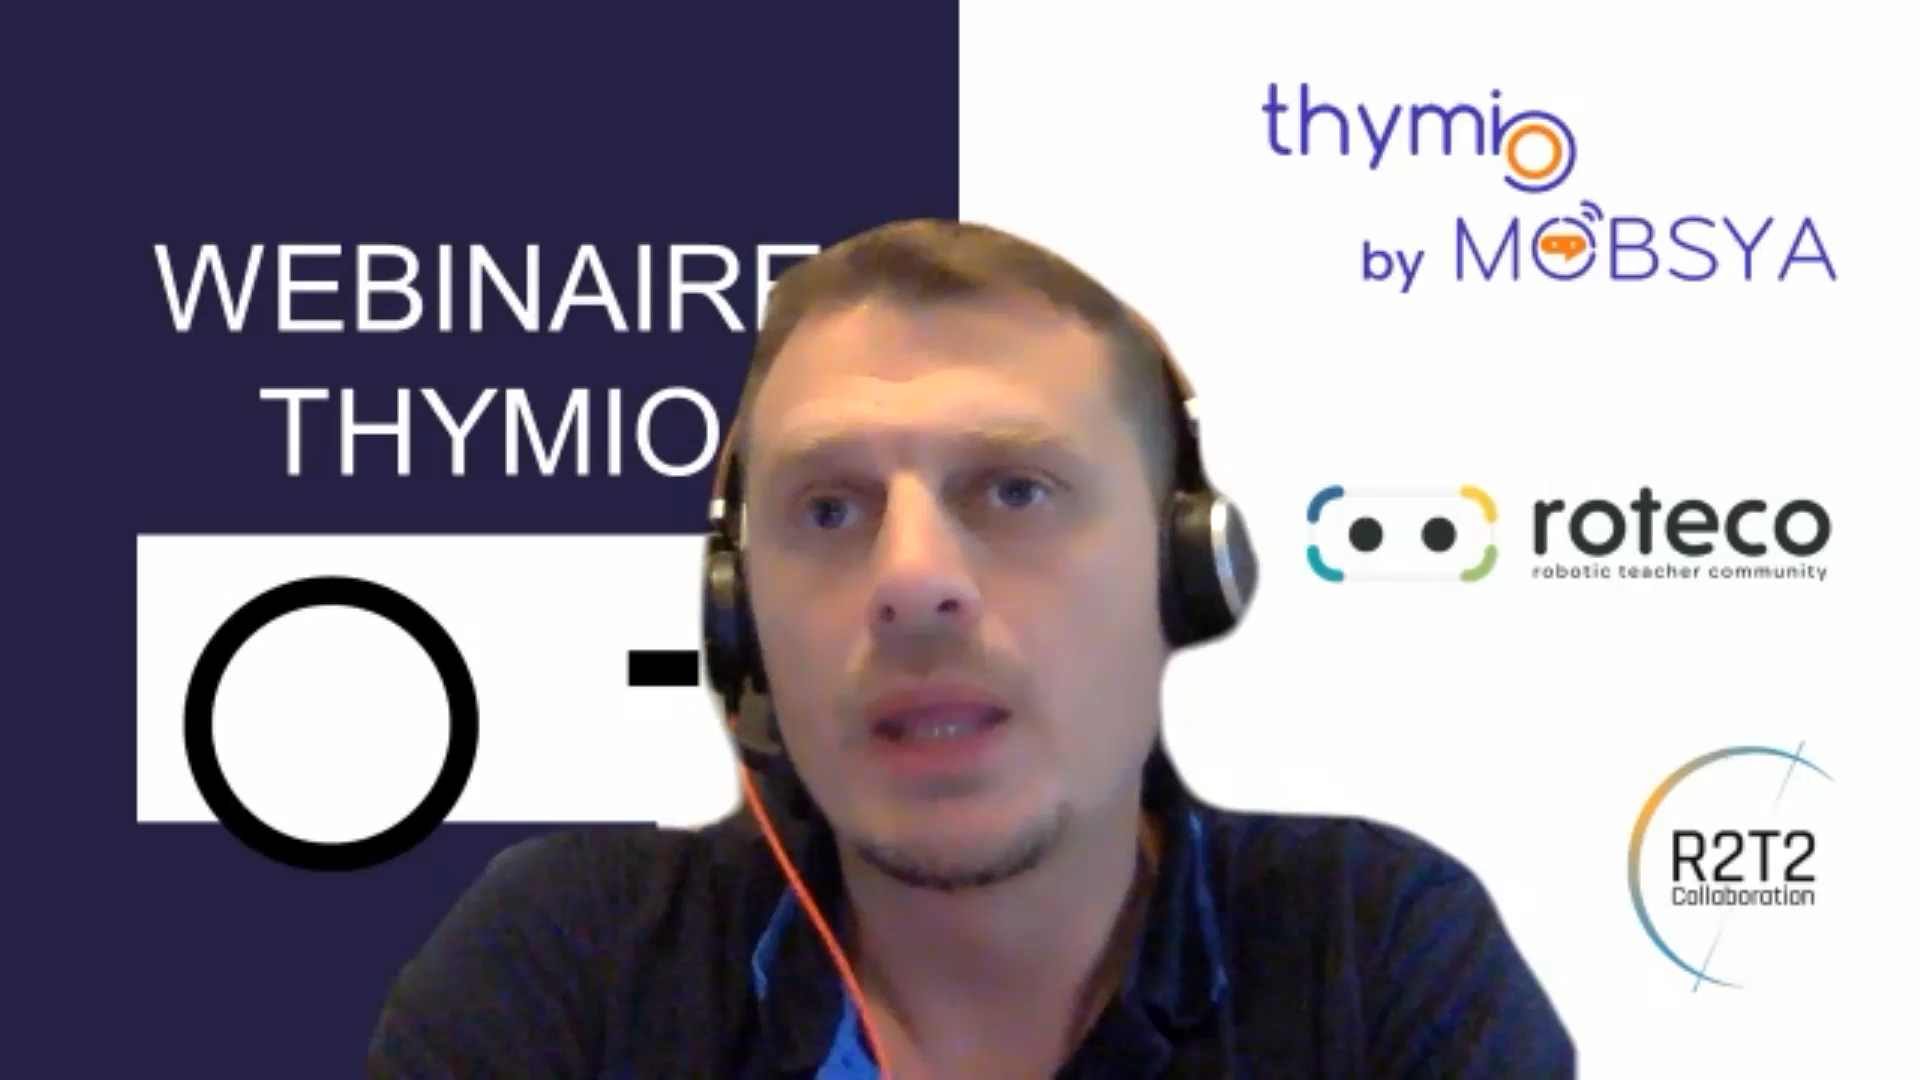 WEBINAIRE
THYMIO
thymio
by MOBSYA
roteco
robotic teacher community
R2T2
Collaboration